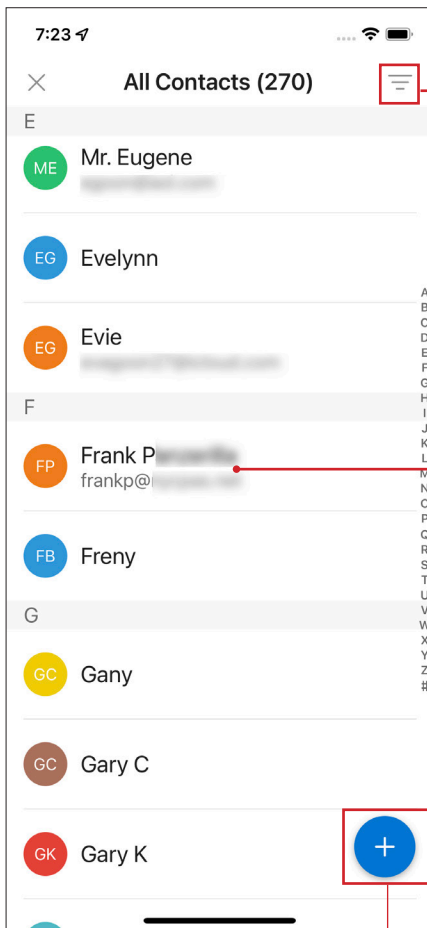 7:23
All Contacts (270)
E
ME
Mr. Eugene
EG
Evelynn
EG
Evie
F
FP
Frank P
frankp@
FB
Freny
G
GC
Gany
GC
Gary C
GK
Gary K
A
B
C
D
E
F
G
H
I
J
K
L
M
N
O
P
Q
R
S
T
U
V
W
X
Y
Z
#